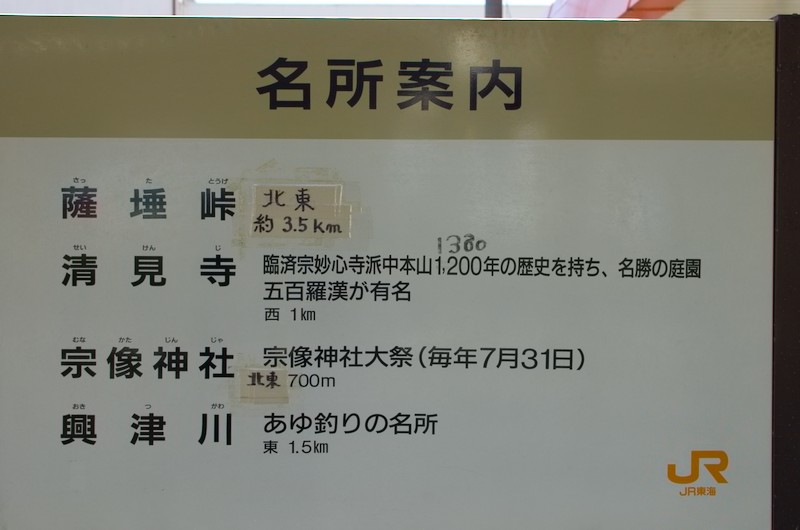 名所案内
さっ た とうげ
薩埵峠 北東
約3.5km
せい けん じ
1300
清見寺 臨済宗妙心寺派中本山1,200年の歴史を持ち、名勝の庭園
五百羅漢が有名
西 1km
むな かた じん じゃ
宗像神社 宗像神社大祭(毎年7月31日)
北東 700m
おき つ かわ
興津川 あゆ釣りの名所
東 1.5km
JR
JR東海